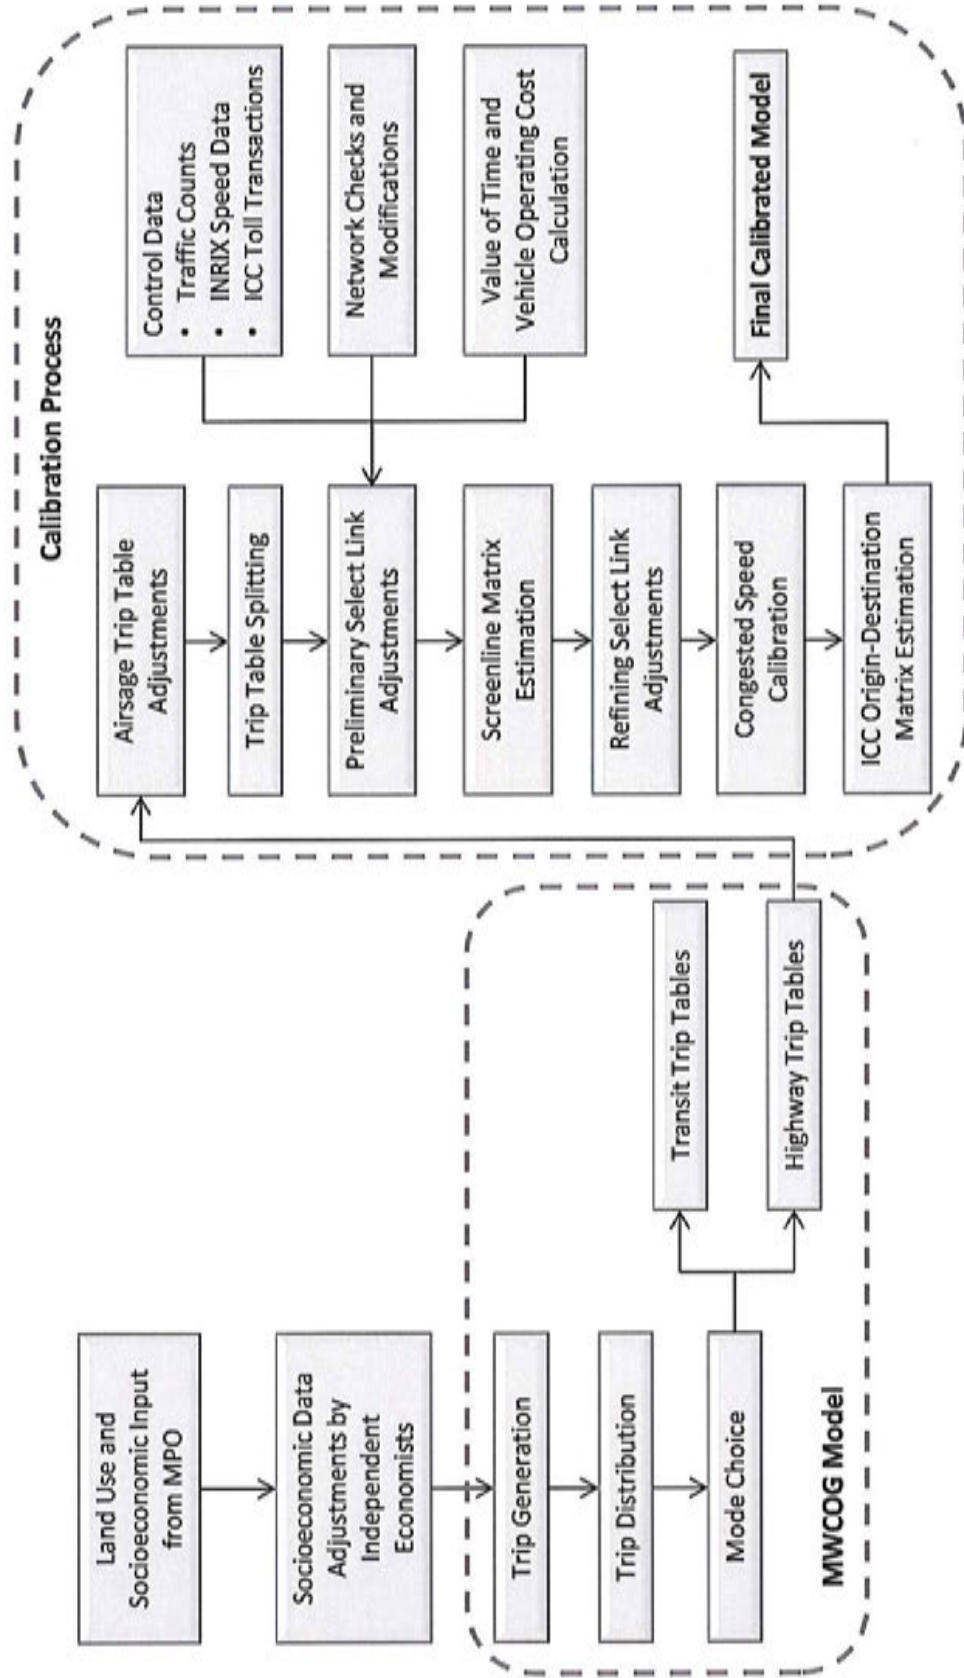 Land Use and
Socioeconomic Input
from MPO
Socioeconomic Data
Adjustments by
Independent
Economists
Trip Generation
Trip Distribution
Mode Choice
MWCOG Model
Transit Trip Tables
Highway Trip Tables
Calibration Process
Airsage Trip Table
Adjustments
Trip Table Splitting
Preliminary Select Link
Adjustments
Screenline Matrix
Estimation
Refining Select Link
Adjustments
Congested Speed
Calibration
ICC Origin-Destination
Matrix Estimation
Control Data
• Traffic Counts
• INRIX Speed Data
• ICC Toll Transactions
Network Checks and
Modifications
Value of Time and
Vehicle Operating Cost
Calculation
Final Calibrated Model